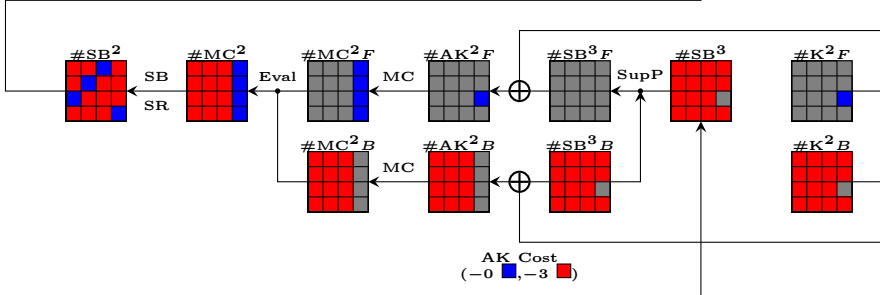 #SB² #MC² #MC²F #AK²F #SB³F #SB³ #K²F
SB Eval MC SupP
SR
#MC²B #AK²B #SB³B #K²B
MC
AK Cost
(−0 ,−3 )